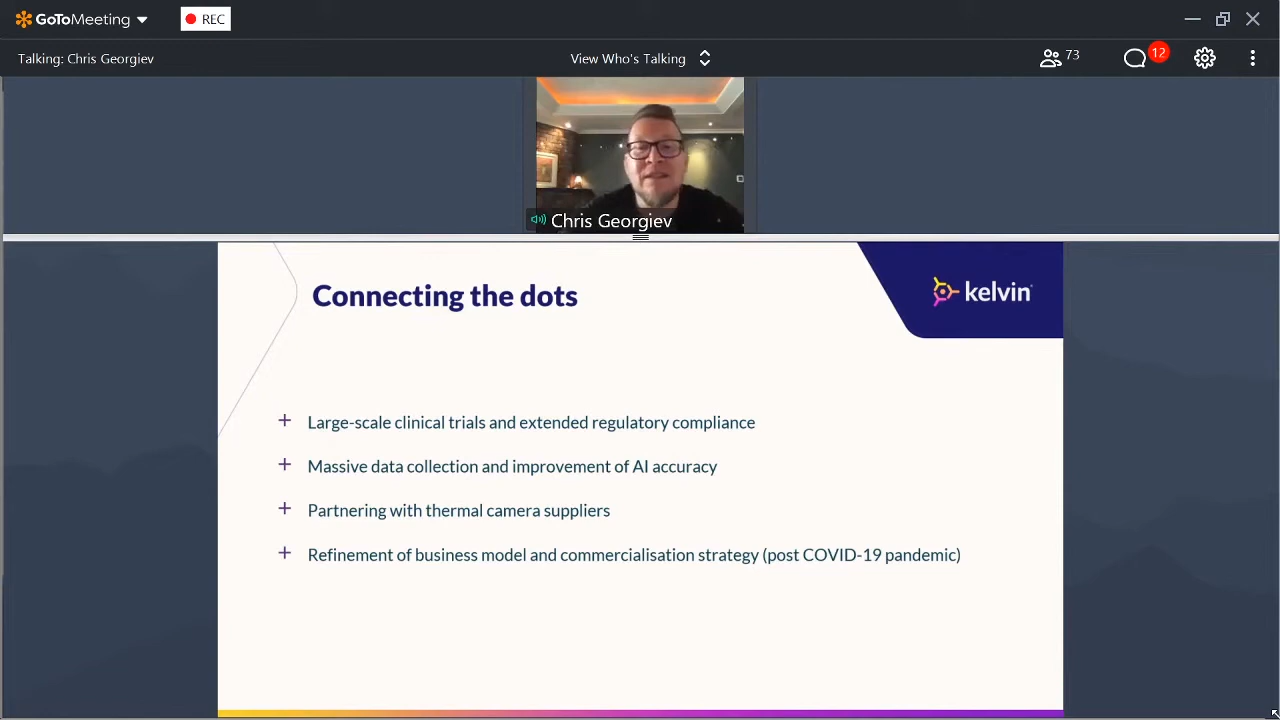 GoToMeeting
REC
Talking: Chris Georgiev
View Who's Talking
73
12
Chris Georgiev
Connecting the dots
kelvin
+ Large-scale clinical trials and extended regulatory compliance
+ Massive data collection and improvement of AI accuracy
+ Partnering with thermal camera suppliers
+ Refinement of business model and commercialisation strategy (post COVID-19 pandemic)